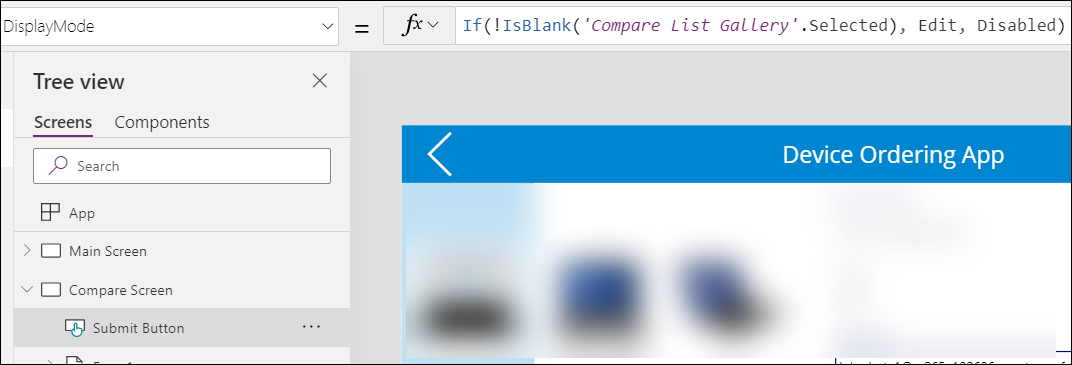 DisplayMode
= fx If(!IsBlank('Compare List Gallery'.Selected), Edit, Disabled)
Tree view
Screens Components
Search
App
Main Screen
Compare Screen
Submit Button ...
Device Ordering App